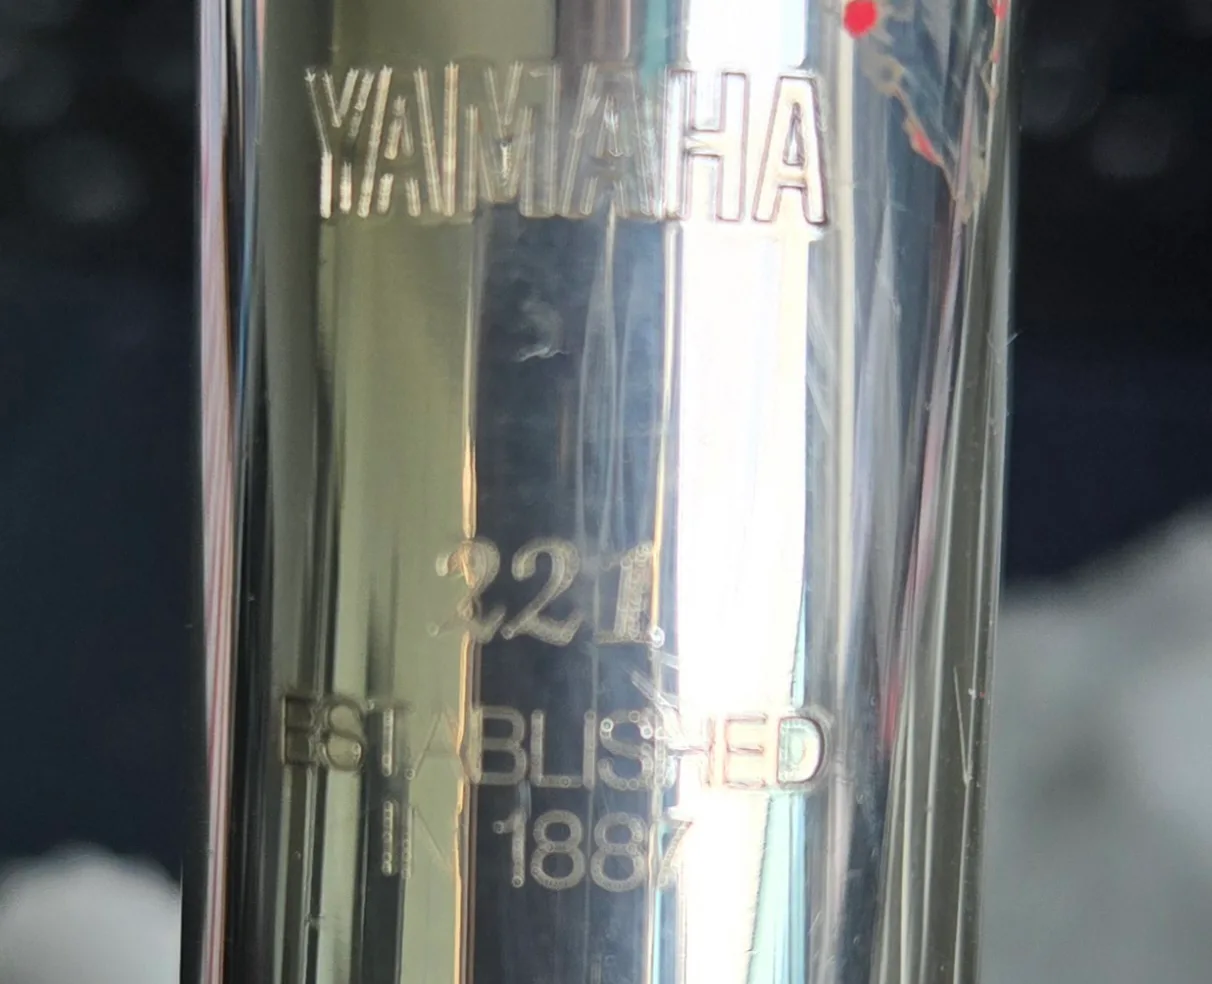 YAMAHA
221
ESTABLISHED
IN 1887